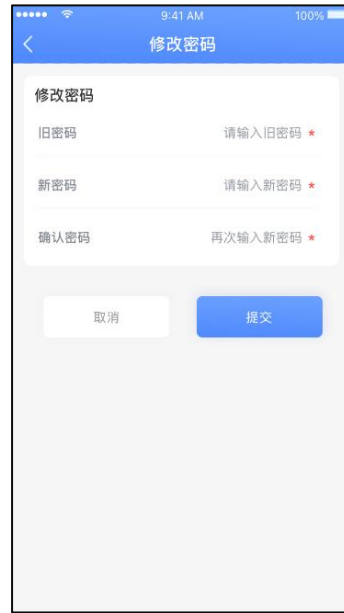 9:41 AM 100%
修改密码
修改密码
旧密码 请输入旧密码 *
新密码 请输入新密码 *
确认密码 再次输入新密码 *
取消 提交